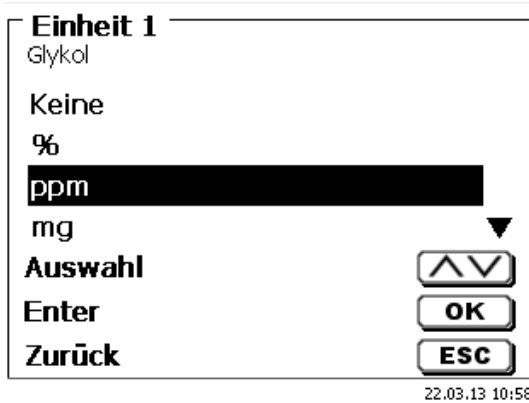 Einheit 1
Glykol
Keine
%
ppm
mg
Auswahl
Enter
OK
Zurück
ESC
22.03.13 10:58